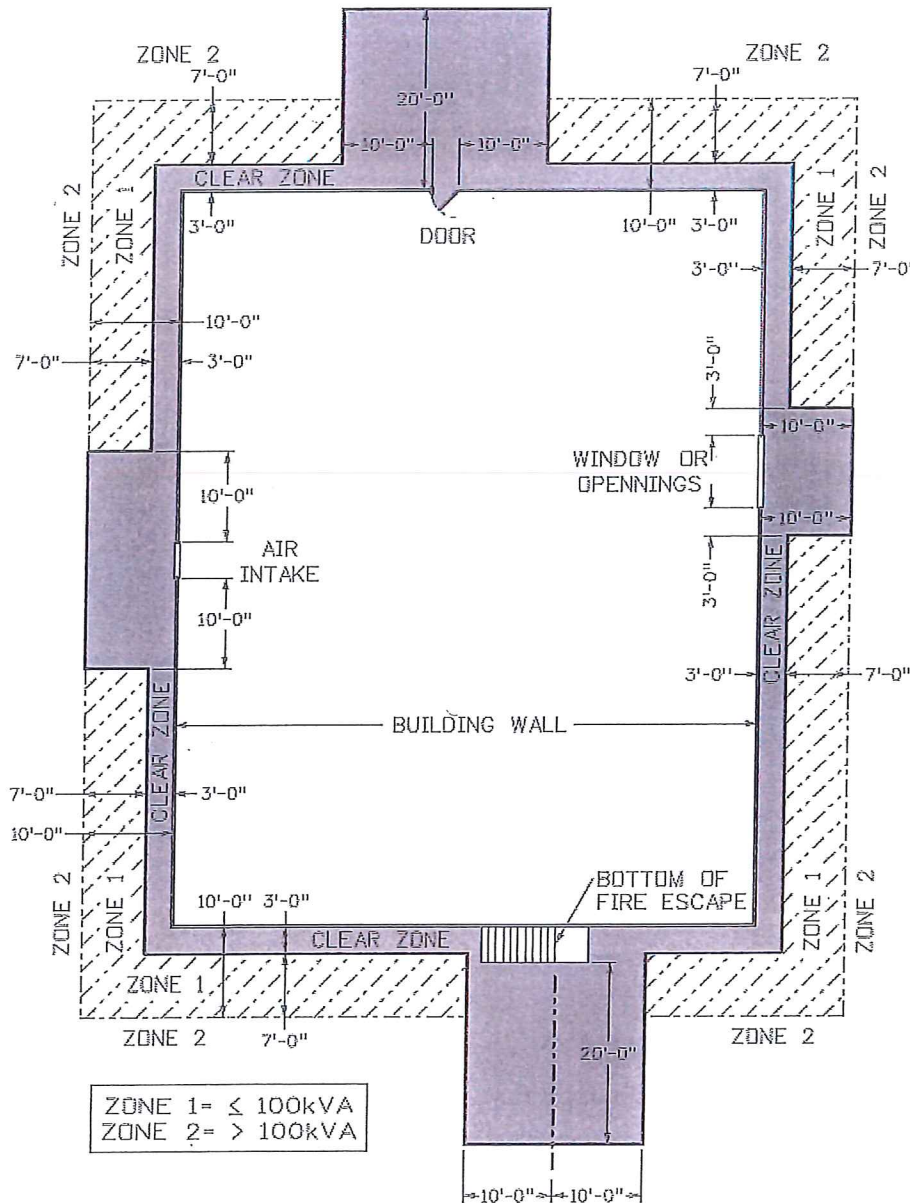 ZONE 2
7'-0"
20'-0"
7'-0"
ZONE 2
10'-0"
10'-0"
CLEAR ZONE
ZONE 2
ZONE 1
3'-0"
DOOR
10'-0"
3'-0"
ZONE 1
ZONE 2
3'-0"
7'-0"
10'-0"
7'-0"
3'-0"
3'-0"
10'-0"
WINDOW OR
OPENNINGS
10'-0"
10'-0"
AIR
INTAKE
10'-0"
3'-0"
CLEAR ZONE
3'-0"
7'-0"
CLEAR ZONE
BUILDING WALL
7'-0"
3'-0"
10'-0"
ZONE 2
ZONE 1
10'-0"
3'-0"
BOTTOM OF
FIRE ESCAPE
ZONE 1
ZONE 2
CLEAR ZONE
ZONE 1
ZONE 2
7'-0"
ZONE 2
20'-0"
ZONE 1= ≤ 100kVA
ZONE 2= > 100kVA
10'-0"
10'-0"